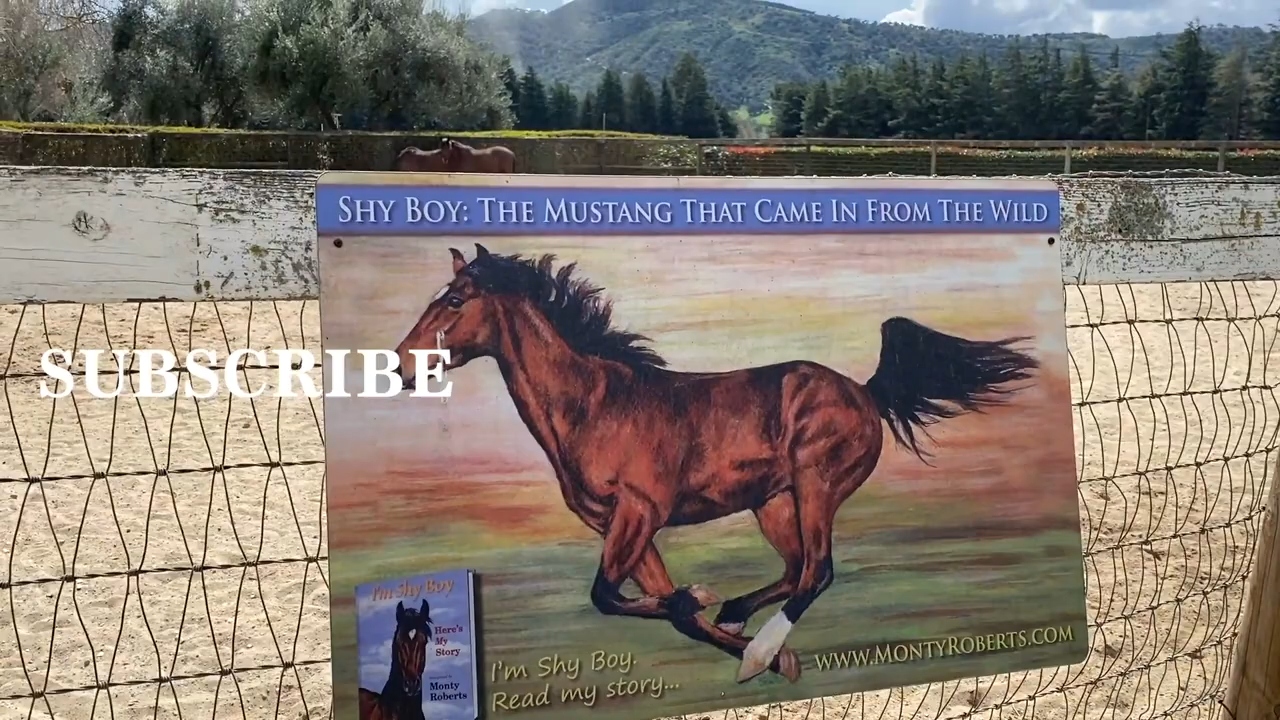 SHY BOY: THE MUSTANG THAT CAME IN FROM THE WILD
SUBSCRIBE
I'm Shy Boy
Here's
My
Story
Monty
Roberts
I'm Shy Boy.
Read my story...
WWW.MONTYROBERTS.COM